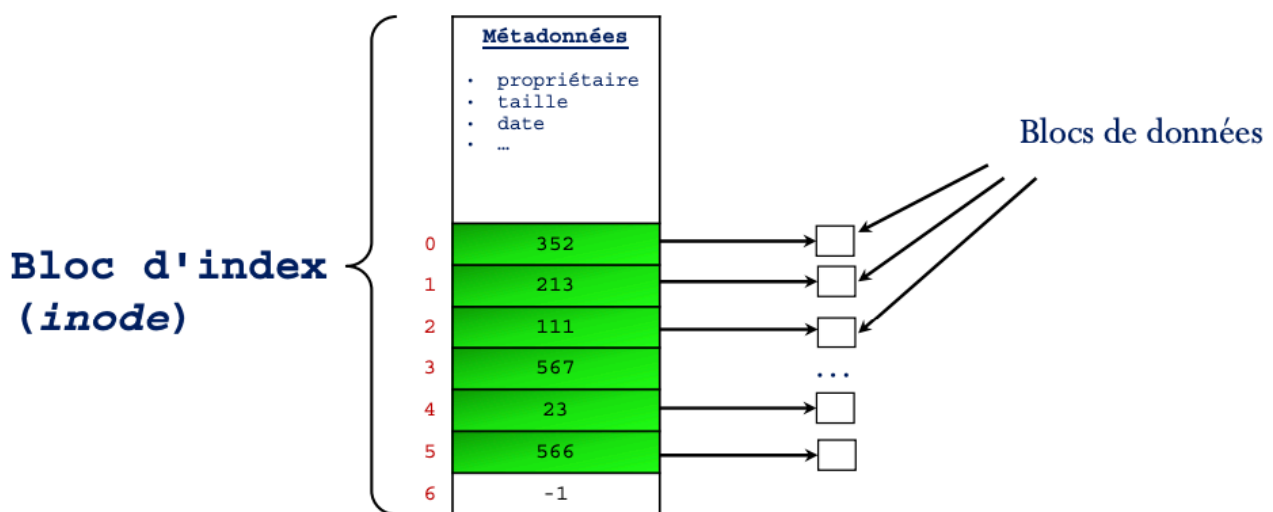 Métadonnées
• propriétaire
• taille
• date
• …
Blocs de données
Bloc d'index
(inode)
0 352
1 213
2 111
3 567
...
4 23
5 566
6 -1